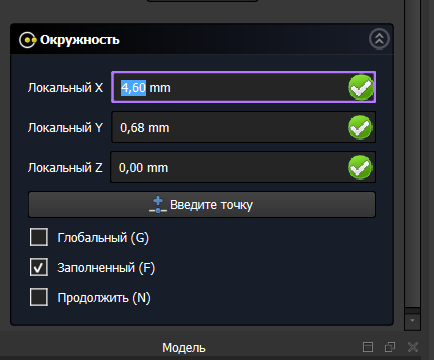 Окружность
Локальный X 4,60 mm
Локальный Y 0,68 mm
Локальный Z 0,00 mm
Введите точку
Глобальный (G)
Заполненный (F)
Продолжить (N)
Модель